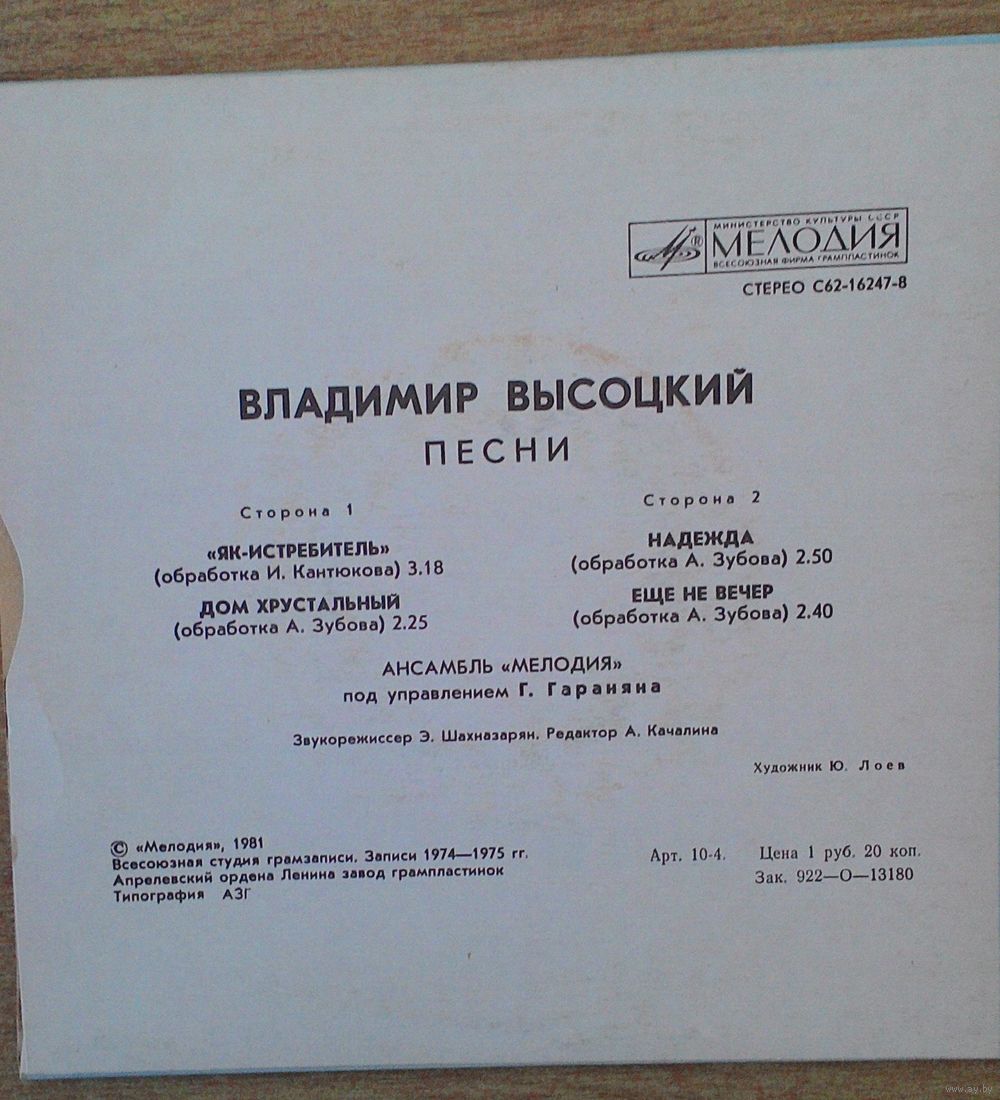 МИНИСТЕРСТВО КУЛЬТУРЫ СССР
МЕЛОДИЯ
ВСЕСОЮЗНАЯ ФИРМА ГРАМПЛАСТИНОК
СТЕРЕО С62-16247-8
ВЛАДИМИР ВЫСОЦКИЙ
ПЕСНИ
Сторона 1
«ЯК-ИСТРЕБИТЕЛЬ»
(обработка И. Кантюкова) 3.18
ДОМ ХРУСТАЛЬНЫЙ
(обработка А. Зубова) 2.25
Сторона 2
НАДЕЖДА
(обработка А. Зубова) 2.50
ЕЩЕ НЕ ВЕЧЕР
(обработка А. Зубова) 2.40
АНСАМБЛЬ «МЕЛОДИЯ»
под управлением Г. Гараняна
Звукорежиссер Э. Шахназарян. Редактор А. Качалина
Художник Ю. Лоев
© «Мелодия», 1981
Всесоюзная студия грамзаписи. Записи 1974—1975 гг.
Апрелевский ордена Ленина завод грампластинок
Типография АЗГ
Арт. 10-4. Цена 1 руб. 20 коп.
Зак. 922—О—13180
www.ay.by